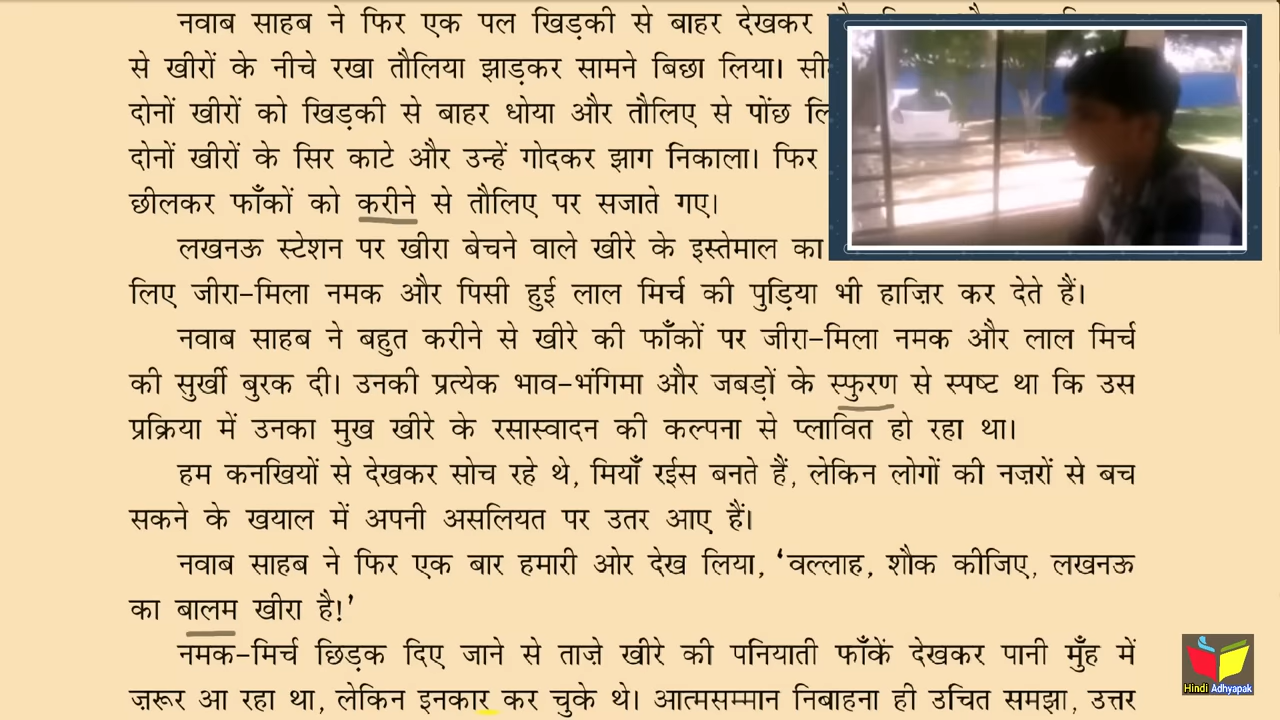 नवाब साहब ने फिर एक पल खिड़की से बाहर देखकर
से खीरों के नीचे रखा तौलिया झाड़कर सामने बिछा लिया।
दोनों खीरों को खिड़की से बाहर धोया और तौलिए से पोंछ
दोनों खीरों के सिर काटे और उन्हें गोदकर झाग निकाला। फिर
छीलकर फाँकों को करीने से तौलिए पर सजाते गए।
लखनऊ स्टेशन पर खीरा बेचने वाले खीरे के इस्तेमाल का
लिए जीरा-मिला नमक और पिसी हुई लाल मिर्च की पुड़िया भी हाज़िर कर देते हैं।
नवाब साहब ने बहुत करीने से खीरे की फाँकों पर जीरा-मिला नमक और लाल मिर्च
की सुर्खी बुरक दी। उनकी प्रत्येक भाव-भंगिमा और जबड़ों के स्फुरण से स्पष्ट था कि उस
प्रक्रिया में उनका मुख खीरे के रसास्वादन की कल्पना से प्लावित हो रहा था।
हम कनखियों से देखकर सोच रहे थे, मियाँ रईस बनते हैं, लेकिन लोगों की नज़रों से बच
सकने के खयाल में अपनी असलियत पर उतर आए हैं।
नवाब साहब ने फिर एक बार हमारी ओर देख लिया, ‘वल्लाह, शौक कीजिए, लखनऊ
का बालम खीरा है!’
नमक-मिर्च छिड़क दिए जाने से ताज़े खीरे की पनियाती फाँकें देखकर पानी मुँह में
ज़रूर आ रहा था, लेकिन इनकार कर चुके थे। आत्मसम्मान निबाहना ही उचित समझा, उत्तर
Hindi Adhyapak